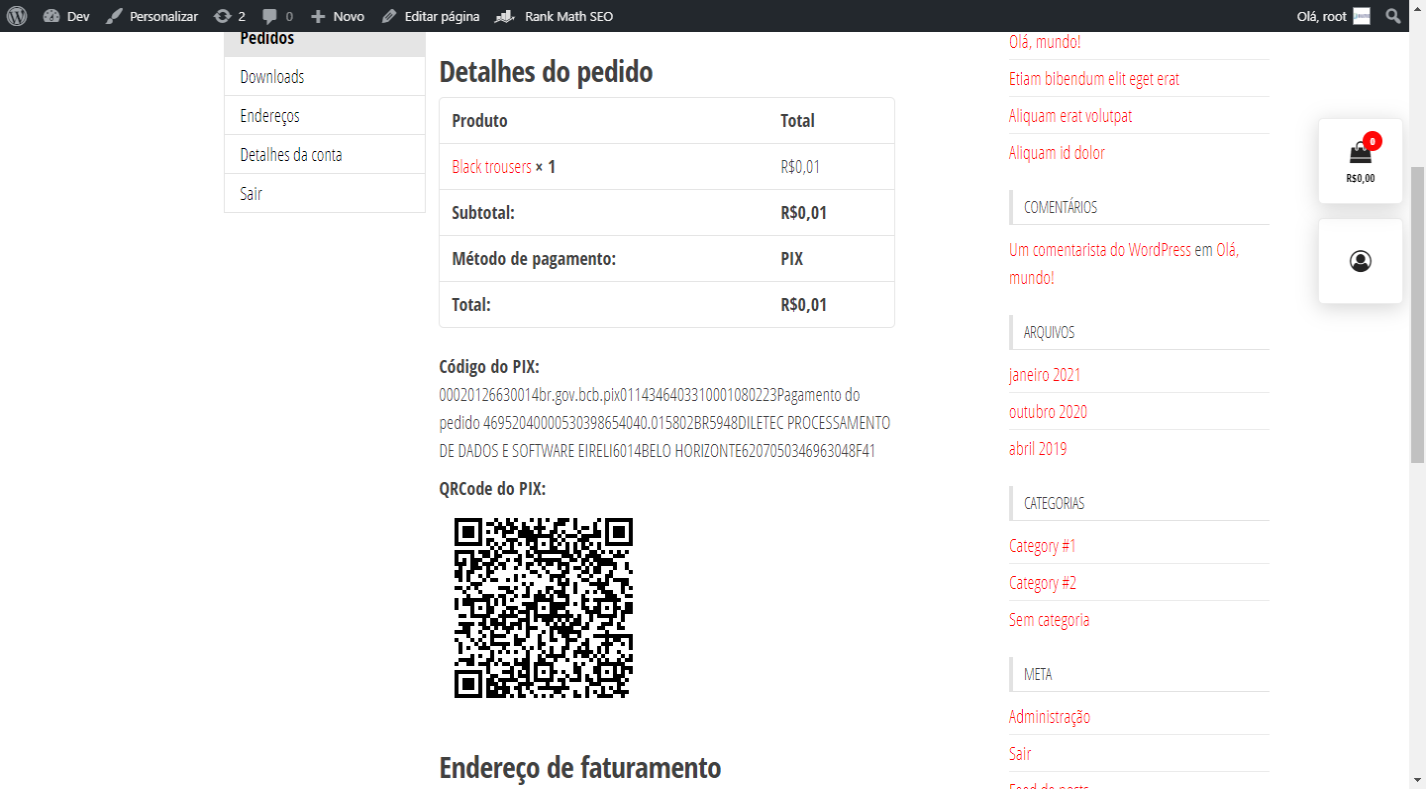 Dev
Personalizar
2
0
Novo
Editar página
Rank Math SEO
Olá, root
Pedidos
Downloads
Endereços
Detalhes da conta
Sair
Detalhes do pedido
Produto Total
Black trousers × 1 R$0,01
Subtotal: R$0,01
Método de pagamento: PIX
Total: R$0,01
Código do PIX:
00020126630014br.gov.bcb.pix01143464033100010​80223Pagamento do
pedido 46952040000530398654040.015802BR5948DILETEC PROCESSAMENTO
DE DADOS E SOFTWARE EIRELI6014BELO HORIZONTE6207050346963048F41
QRCode do PIX:
Endereço de faturamento
Olá, mundo!
Etiam bibendum elit eget erat
Aliquam erat volutpat
Aliquam id dolor
COMENTÁRIOS
Um comentarista do WordPress em Olá,
mundo!
ARQUIVOS
janeiro 2021
outubro 2020
abril 2019
CATEGORIAS
Category #1
Category #2
Sem categoria
META
Administração
Sair
Feed de posts
0
R$0,00